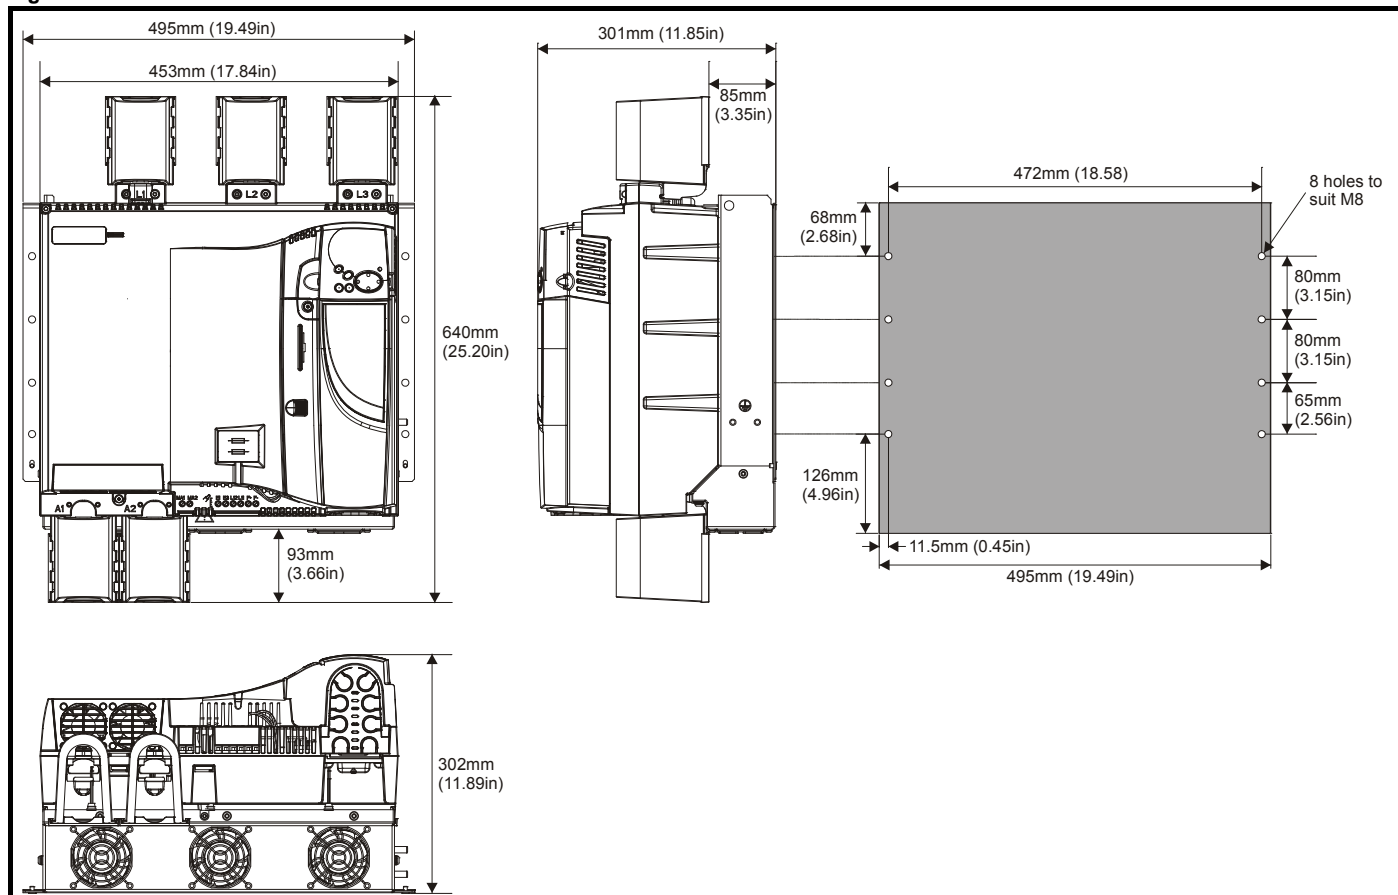 495mm (19.49in)
453mm (17.84in)
L1
L2
L3
640mm
(25.20in)
A1
A2
93mm
(3.66in)
301mm (11.85in)
85mm
(3.35in)
472mm (18.58)
8 holes to
suit M8
68mm
(2.68in)
80mm
(3.15in)
80mm
(3.15in)
65mm
(2.56in)
126mm
(4.96in)
11.5mm (0.45in)
495mm (19.49in)
302mm
(11.89in)